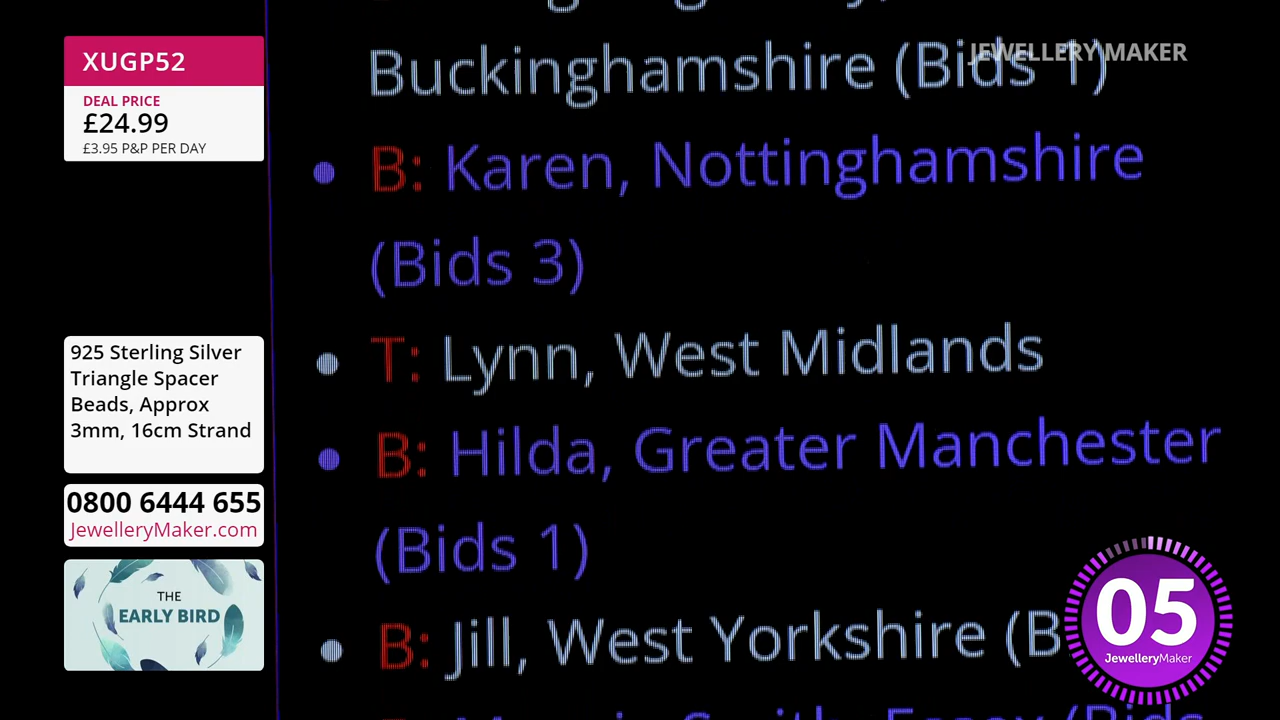 XUGP52
DEAL PRICE
£24.99
£3.95 P&P PER DAY
925 Sterling Silver
Triangle Spacer
Beads, Approx
3mm, 16cm Strand
0800 6444 655
JewelleryMaker.com
THE
EARLY BIRD
JEWELLERY MAKER
Buckinghamshire (Bids 1)
• B: Karen, Nottinghamshire
(Bids 3)
• T: Lynn, West Midlands
• B: Hilda, Greater Manchester
(Bids 1)
• B: Jill, West Yorkshire (B
05
JewelleryMaker